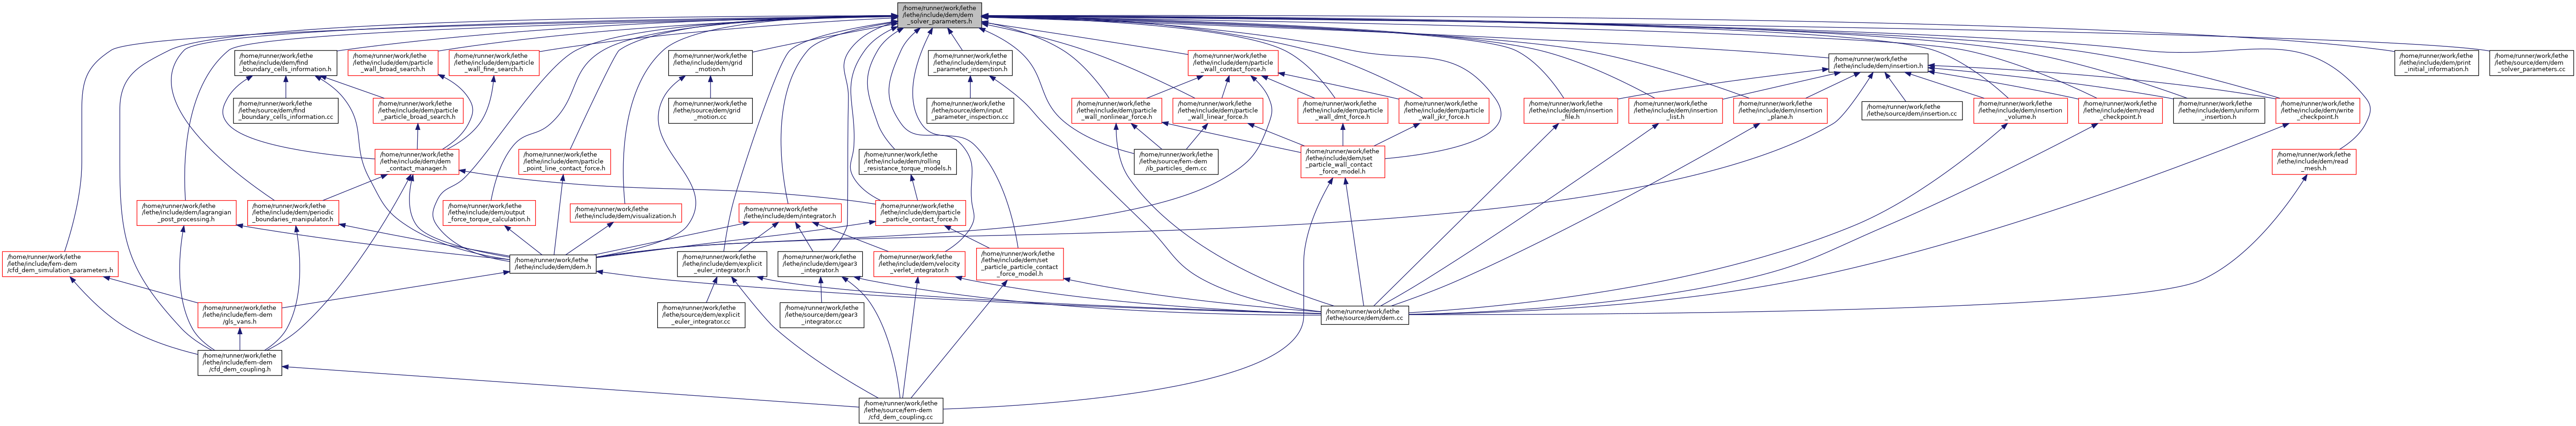 /home/runner/work/lethe
/lethe/include/dem/dem
_solver_parameters.h
/home/runner/work/lethe
/lethe/include/dem/find
_boundary_cells_information.h
/home/runner/work/lethe
/lethe/include/dem/particle
_wall_broad_search.h
/home/runner/work/lethe
/lethe/include/dem/particle
_wall_fine_search.h
/home/runner/work/lethe
/lethe/include/dem/grid
_motion.h
/home/runner/work/lethe
/lethe/include/dem/input
_parameter_inspection.h
/home/runner/work/lethe
/lethe/include/dem/particle
_wall_contact_force.h
/home/runner/work/lethe
/lethe/include/dem/insertion.h
/home/runner/work/lethe
/lethe/include/dem/print
_initial_information.h
/home/runner/work/lethe
/lethe/source/dem/dem
_solver_parameters.cc
/home/runner/work/lethe
/lethe/source/dem/find
_boundary_cells_information.cc
/home/runner/work/lethe
/lethe/include/dem/particle
_particle_broad_search.h
/home/runner/work/lethe
/lethe/source/dem/grid
_motion.cc
/home/runner/work/lethe
/lethe/source/dem/input
_parameter_inspection.cc
/home/runner/work/lethe
/lethe/include/dem/particle
_wall_nonlinear_force.h
/home/runner/work/lethe
/lethe/include/dem/particle
_wall_linear_force.h
/home/runner/work/lethe
/lethe/include/dem/particle
_wall_dmt_force.h
/home/runner/work/lethe
/lethe/include/dem/particle
_wall_jkr_force.h
/home/runner/work/lethe
/lethe/include/dem/insertion
_file.h
/home/runner/work/lethe
/lethe/include/dem/insertion
_list.h
/home/runner/work/lethe
/lethe/include/dem/insertion
_plane.h
/home/runner/work/lethe
/lethe/source/dem/insertion.cc
/home/runner/work/lethe
/lethe/include/dem/insertion
_volume.h
/home/runner/work/lethe
/lethe/include/dem/read
_checkpoint.h
/home/runner/work/lethe
/lethe/include/dem/uniform
_insertion.h
/home/runner/work/lethe
/lethe/include/dem/write
_checkpoint.h
/home/runner/work/lethe
/lethe/include/dem/dem
_contact_manager.h
/home/runner/work/lethe
/lethe/include/dem/particle
_point_line_contact_force.h
/home/runner/work/lethe
/lethe/include/dem/rolling
_resistance_torque_models.h
/home/runner/work/lethe
/lethe/source/fem-dem
/ib_particles_dem.cc
/home/runner/work/lethe
/lethe/include/dem/set
_particle_wall_contact
_force_model.h
/home/runner/work/lethe
/lethe/include/dem/read
_mesh.h
/home/runner/work/lethe
/lethe/include/dem/lagrangian
_post_processing.h
/home/runner/work/lethe
/lethe/include/dem/periodic
_boundaries_manipulator.h
/home/runner/work/lethe
/lethe/include/dem/output
_force_torque_calculation.h
/home/runner/work/lethe
/lethe/include/dem/visualization.h
/home/runner/work/lethe
/lethe/include/dem/integrator.h
/home/runner/work/lethe
/lethe/include/dem/particle
_particle_contact_force.h
/home/runner/work/lethe
/lethe/include/fem-dem
/cfd_dem_simulation_parameters.h
/home/runner/work/lethe
/lethe/include/dem/dem.h
/home/runner/work/lethe
/lethe/include/dem/explicit
_euler_integrator.h
/home/runner/work/lethe
/lethe/include/dem/gear3
_integrator.h
/home/runner/work/lethe
/lethe/include/dem/velocity
_verlet_integrator.h
/home/runner/work/lethe
/lethe/include/dem/set
_particle_particle_contact
_force_model.h
/home/runner/work/lethe
/lethe/include/fem-dem
/gls_vans.h
/home/runner/work/lethe
/lethe/source/dem/explicit
_euler_integrator.cc
/home/runner/work/lethe
/lethe/source/dem/gear3
_integrator.cc
/home/runner/work/lethe
/lethe/source/dem/dem.cc
/home/runner/work/lethe
/lethe/include/fem-dem
/cfd_dem_coupling.h
/home/runner/work/lethe
/lethe/source/fem-dem
/cfd_dem_coupling.cc